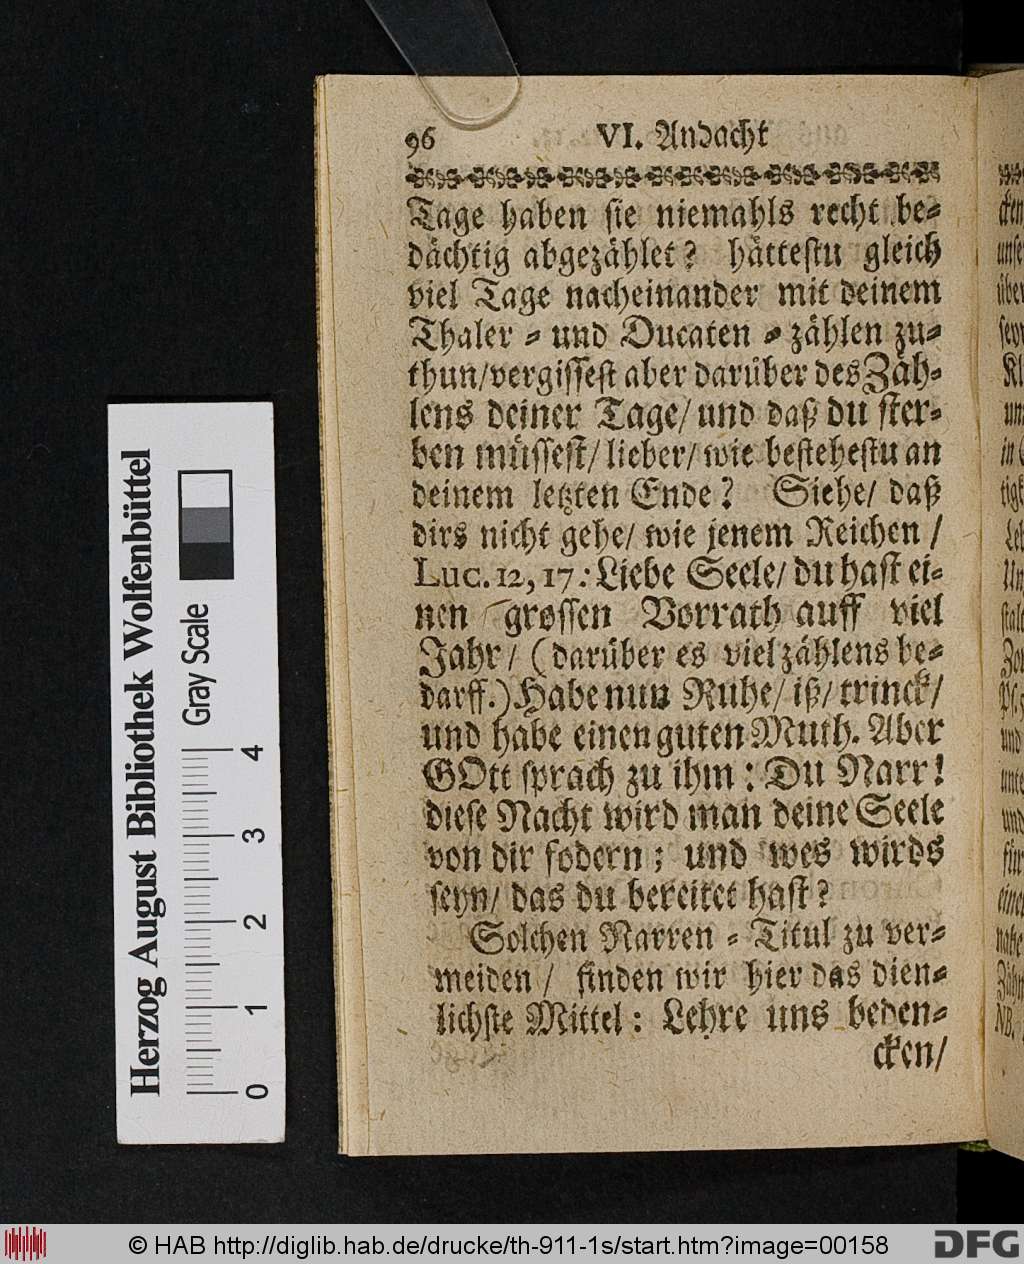 96 VI. Andacht
Tage haben sie niemahls recht be-
dächtig abgezählet? hättestu gleich
viel Tage nacheinander mit deinem
Thaler - und Ducaten - zählen zu-
thun/vergissest aber darüber des Zäh-
lens deiner Tage/ und daß du ster-
ben müssest/ lieber/ wie bestehestu an
deinem letzten Ende? Siehe/ daß
dirs nicht gehe/ wie jenem Reichen /
Luc. 12, 17.: Liebe Seele/ du hast ei-
nen grossen Vorrath auff viel
Jahr / (darüber es viel zählens be-
darff.) Habe nun Ruhe/ iß/ trinck/
und habe einen guten Muth. Aber
GOtt sprach zu ihm: Du Narr!
diese Nacht wird man deine Seele
von dir fodern; und wes wirds
seyn/ das du bereitet hast?
Solchen Narren - Titul zu ver-
meiden / finden wir hier das dien-
lichste Mittel: Lehre uns beden-
cken/
Herzog August Bibliothek Wolfenbüttel
Gray Scale
0 1 2 3 4
© HAB http://diglib.hab.de/drucke/th-911-1s/start.htm?image=00158
DFG